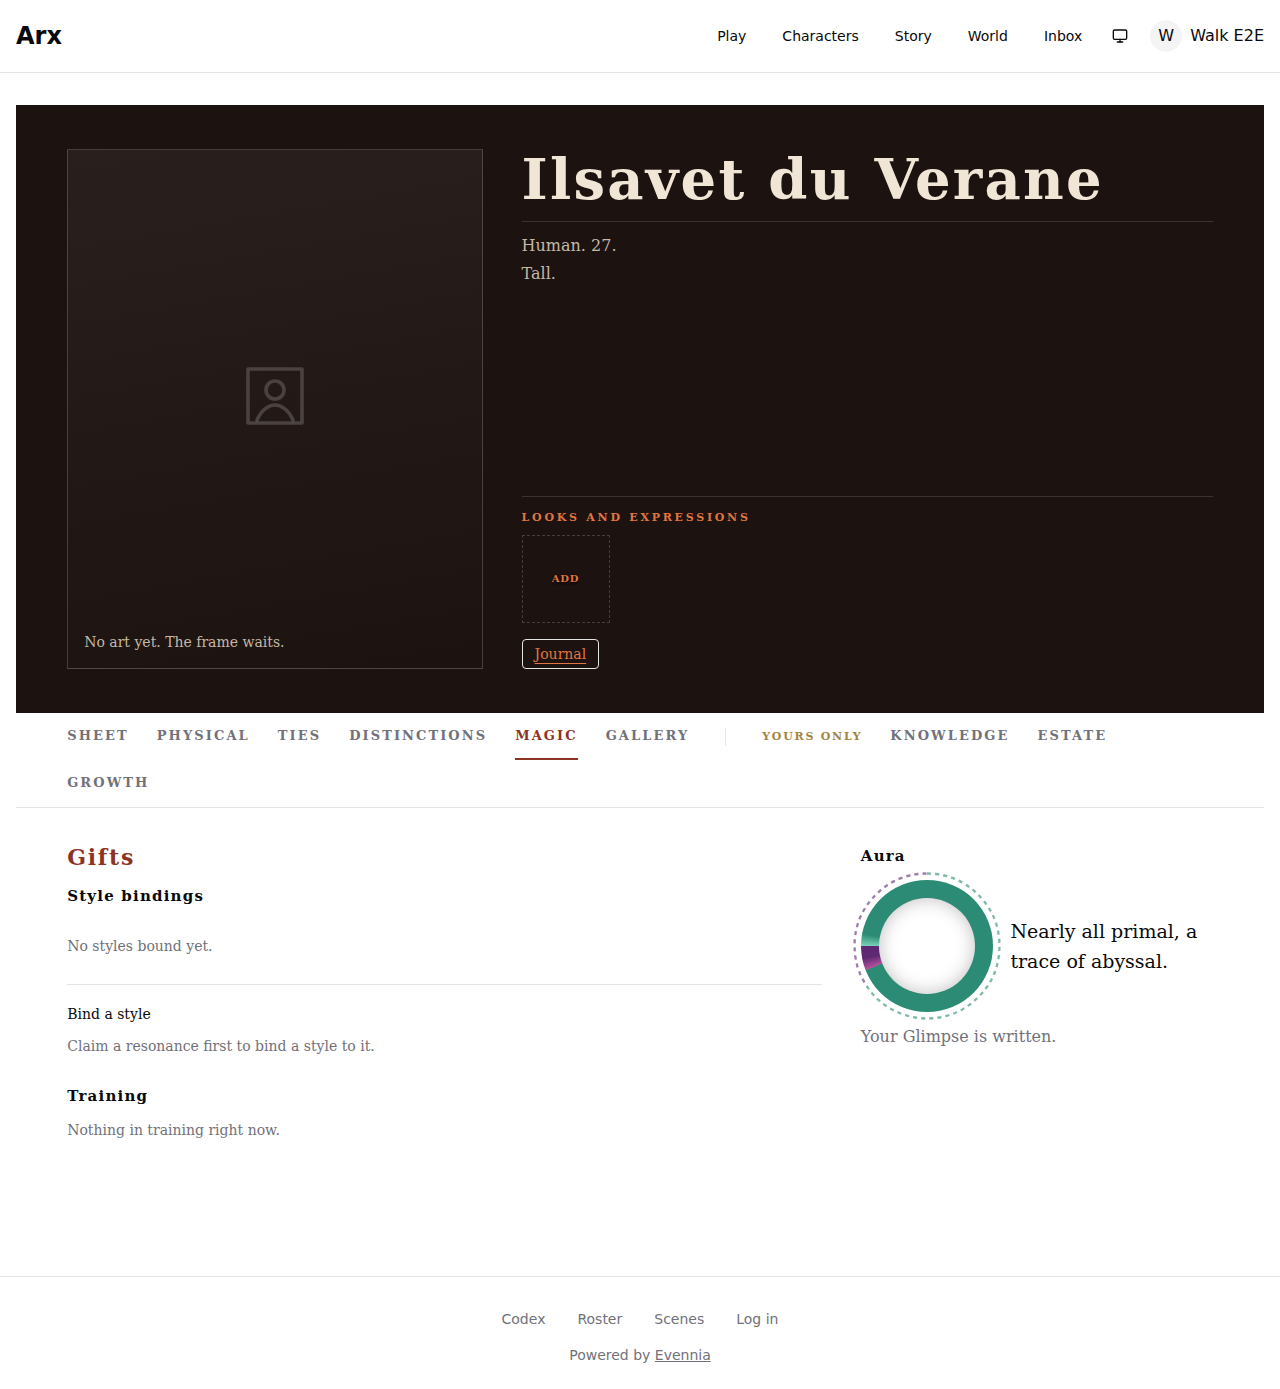 Arx
Play Characters Story World Inbox W Walk E2E
Ilsavet du Verane
Human. 27.
Tall.
LOOKS AND EXPRESSIONS
ADD
No art yet. The frame waits.
Journal
SHEET PHYSICAL TIES DISTINCTIONS MAGIC GALLERY YOURS ONLY KNOWLEDGE ESTATE
GROWTH
Gifts
Style bindings
No styles bound yet.
Bind a style
Claim a resonance first to bind a style to it.
Training
Nothing in training right now.
Aura
Nearly all primal, a
trace of abyssal.
Your Glimpse is written.
Codex Roster Scenes Log in
Powered by Evennia